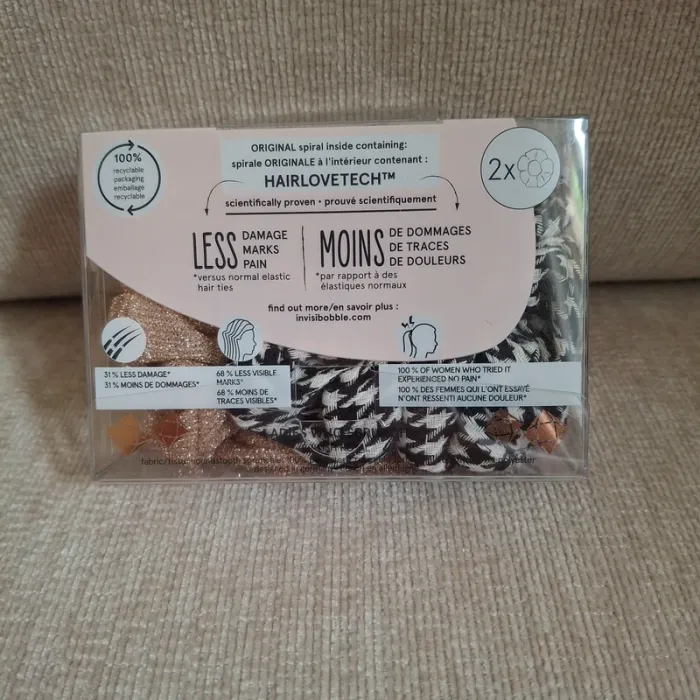 100%
recyclable
packaging
emballage
recyclable
ORIGINAL spiral inside containing:
spirale ORIGINALE à l'intérieur contenant :
HAIRLOVETECH™
scientifically proven • prouvé scientifiquement
2x
LESS DAMAGE
MARKS
PAIN
*versus normal elastic
hair ties
MOINS DE DOMMAGES
DE TRACES
DE DOULEURS
*par rapport à des
élastiques normaux
find out more/en savoir plus :
invisibobble.com
31 % LESS DAMAGE*
31 % MOINS DE DOMMAGES*
68 % LESS VISIBLE
MARKS*
68 % MOINS DE
TRACES VISIBLES*
100 % OF WOMEN WHO TRIED IT
EXPERIENCED NO PAIN*
100 % DES FEMMES QUI L'ONT ESSAYÉ
N'ONT RESSENTI AUCUNE DOULEUR*